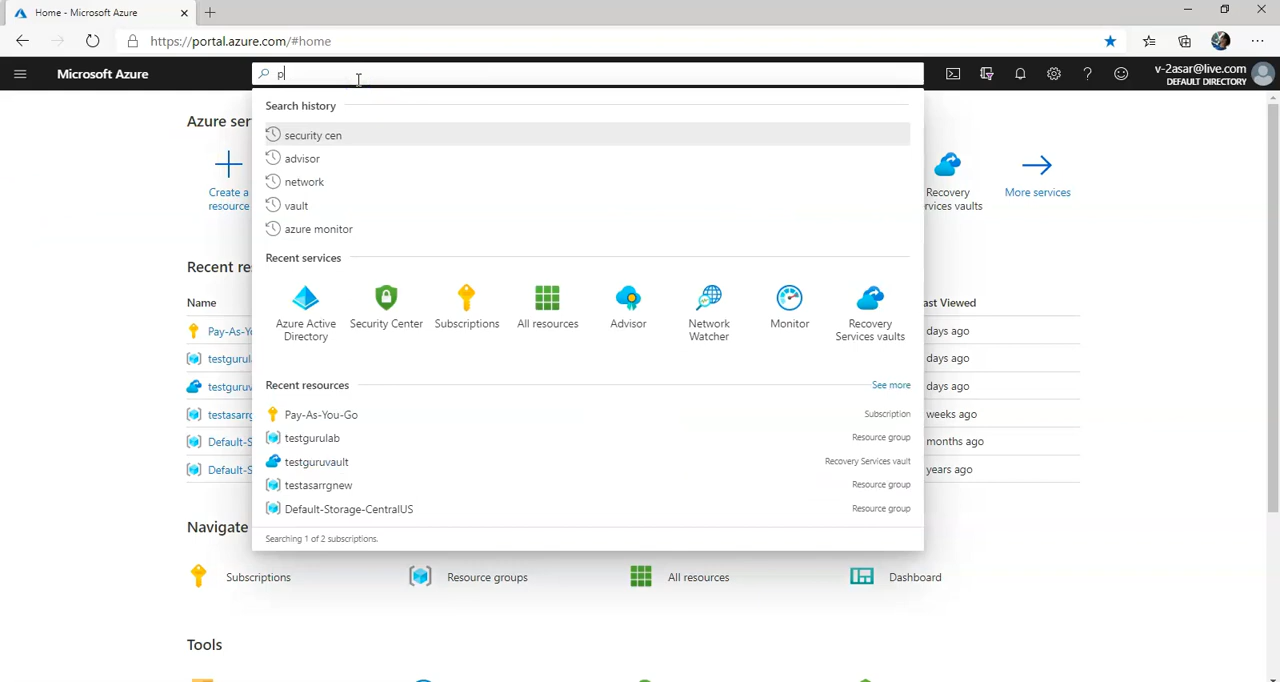 Home - Microsoft Azure
https://portal.azure.com/#home
Microsoft Azure
p
v-2asar@live.com
DEFAULT DIRECTORY
Search history
security cen
advisor
network
vault
azure monitor
Recent services
Azure Active Directory
Security Center
Subscriptions
All resources
Advisor
Network Watcher
Monitor
Recovery Services vaults
Recent resources
See more
Pay-As-You-Go Subscription
testgurulab Resource group
testguruvault Recovery Services vault
testasarrgnew Resource group
Default-Storage-CentralUS Resource group
Searching 1 of 2 subscriptions.
Azure ser
Create a
resource
Recovery
rvices vaults
More services
Recent re
Name
ast Viewed
Pay-As-Yo
days ago
testgurul
days ago
testguruv
days ago
testasarrg
weeks ago
Default-S
months ago
Default-S
years ago
Navigate
Subscriptions
Resource groups
All resources
Dashboard
Tools